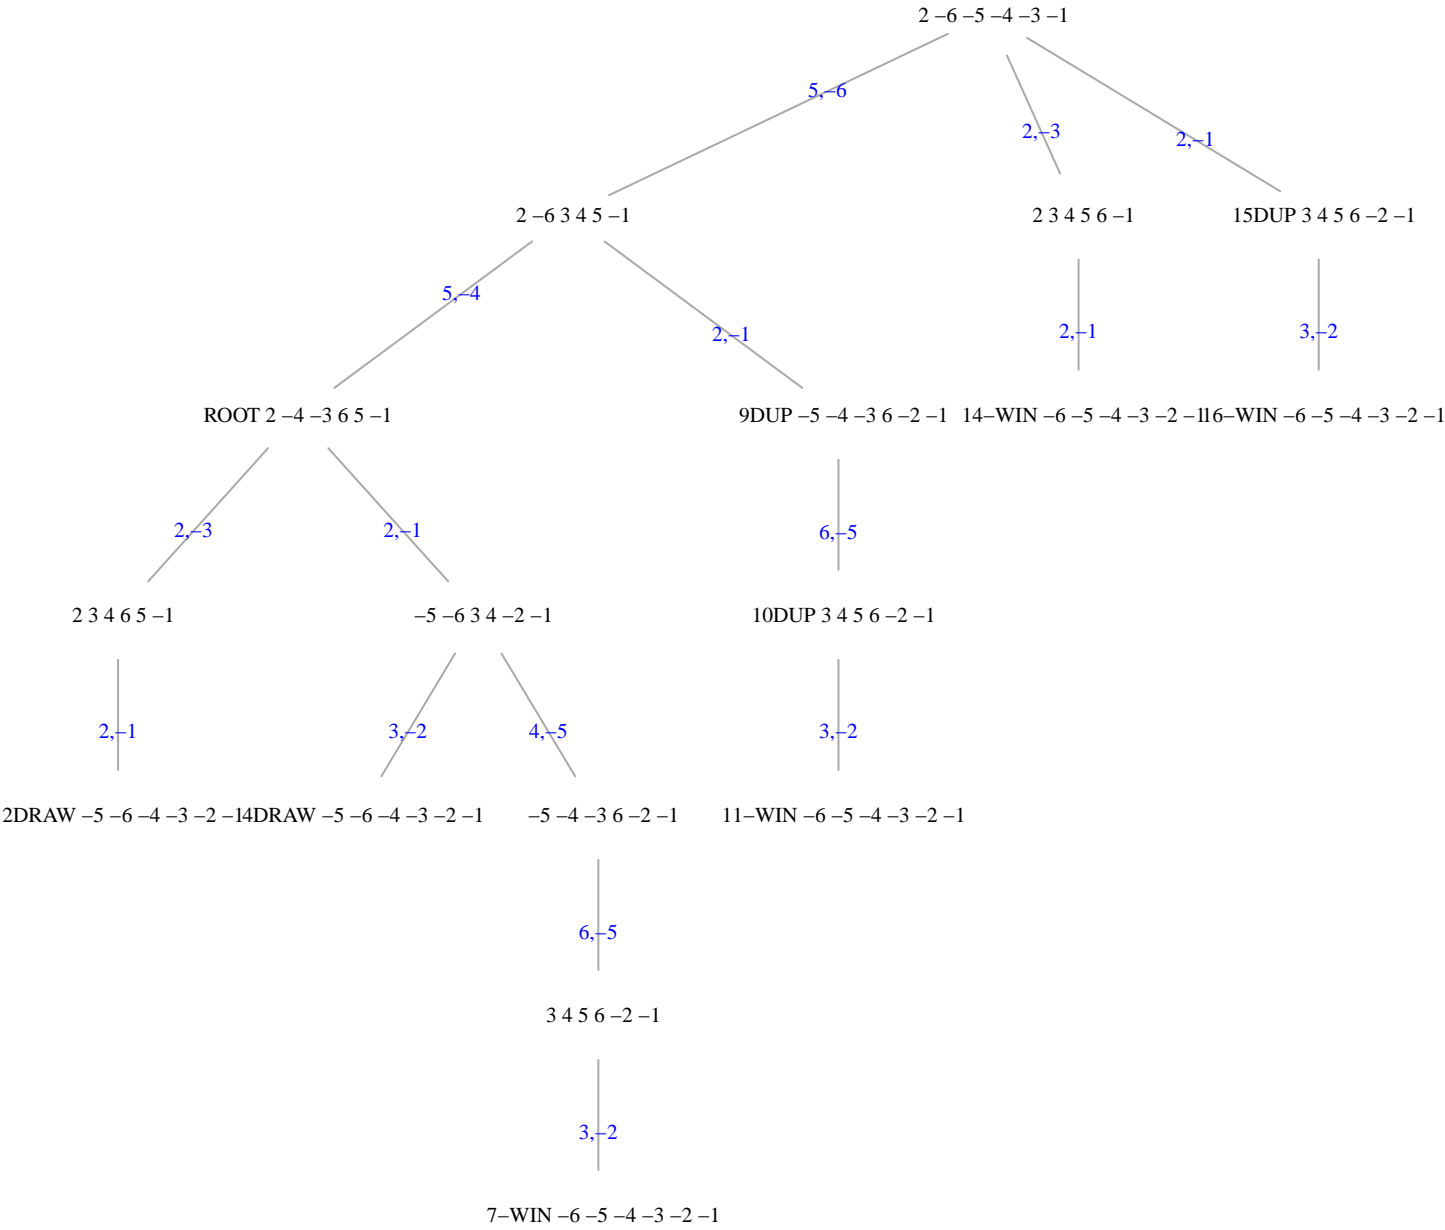 2 –6 –5 –4 –3 –1
5,–6
2,–3
2,–1
2 –6 3 4 5 –1
2 3 4 5 6 –1
15DUP 3 4 5 6 –2 –1
5,–4
2,–1
2,–1
3,–2
ROOT 2 –4 –3 6 5 –1
9DUP –5 –4 –3 6 –2 –1
14–WIN –6 –5 –4 –3 –2 –1
16–WIN –6 –5 –4 –3 –2 –1
2,–3
2,–1
6,–5
2 3 4 6 5 –1
–5 –6 3 4 –2 –1
10DUP 3 4 5 6 –2 –1
2,–1
3,–2
4,–5
3,–2
2DRAW –5 –6 –4 –3 –2 –1
4DRAW –5 –6 –4 –3 –2 –1
–5 –4 –3 6 –2 –1
11–WIN –6 –5 –4 –3 –2 –1
6,–5
3 4 5 6 –2 –1
3,–2
7–WIN –6 –5 –4 –3 –2 –1